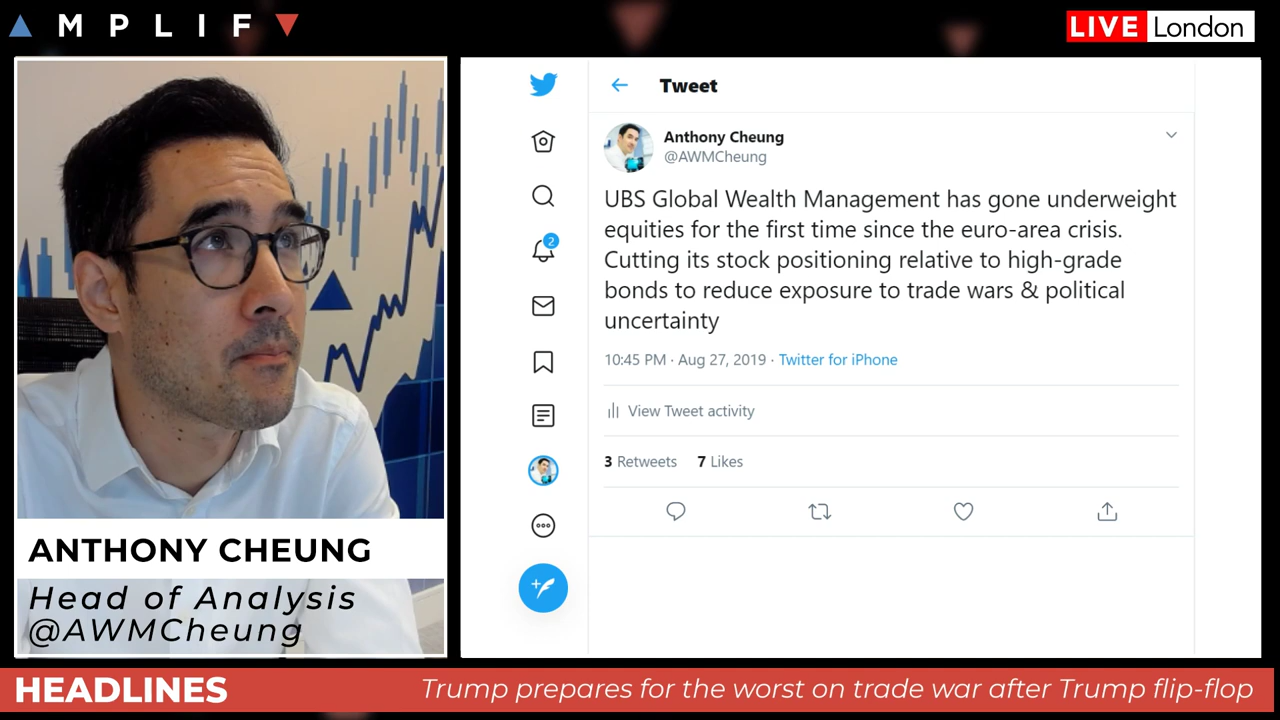 MPLIF
LIVE London
Tweet
Anthony Cheung
@AWMCheung
UBS Global Wealth Management has gone underweight
equities for the first time since the euro-area crisis.
Cutting its stock positioning relative to high-grade
bonds to reduce exposure to trade wars & political
uncertainty
10:45 PM · Aug 27, 2019 · Twitter for iPhone
View Tweet activity
3 Retweets 7 Likes
2
ANTHONY CHEUNG
Head of Analysis
@AWMCheung
HEADLINES
Trump prepares for the worst on trade war after Trump flip-flop